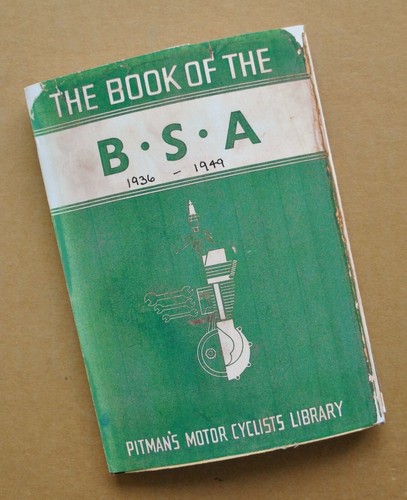 THE BOOK OF THE
B·S·A
1936 - 1949
PITMAN'S MOTOR CYCLISTS LIBRARY